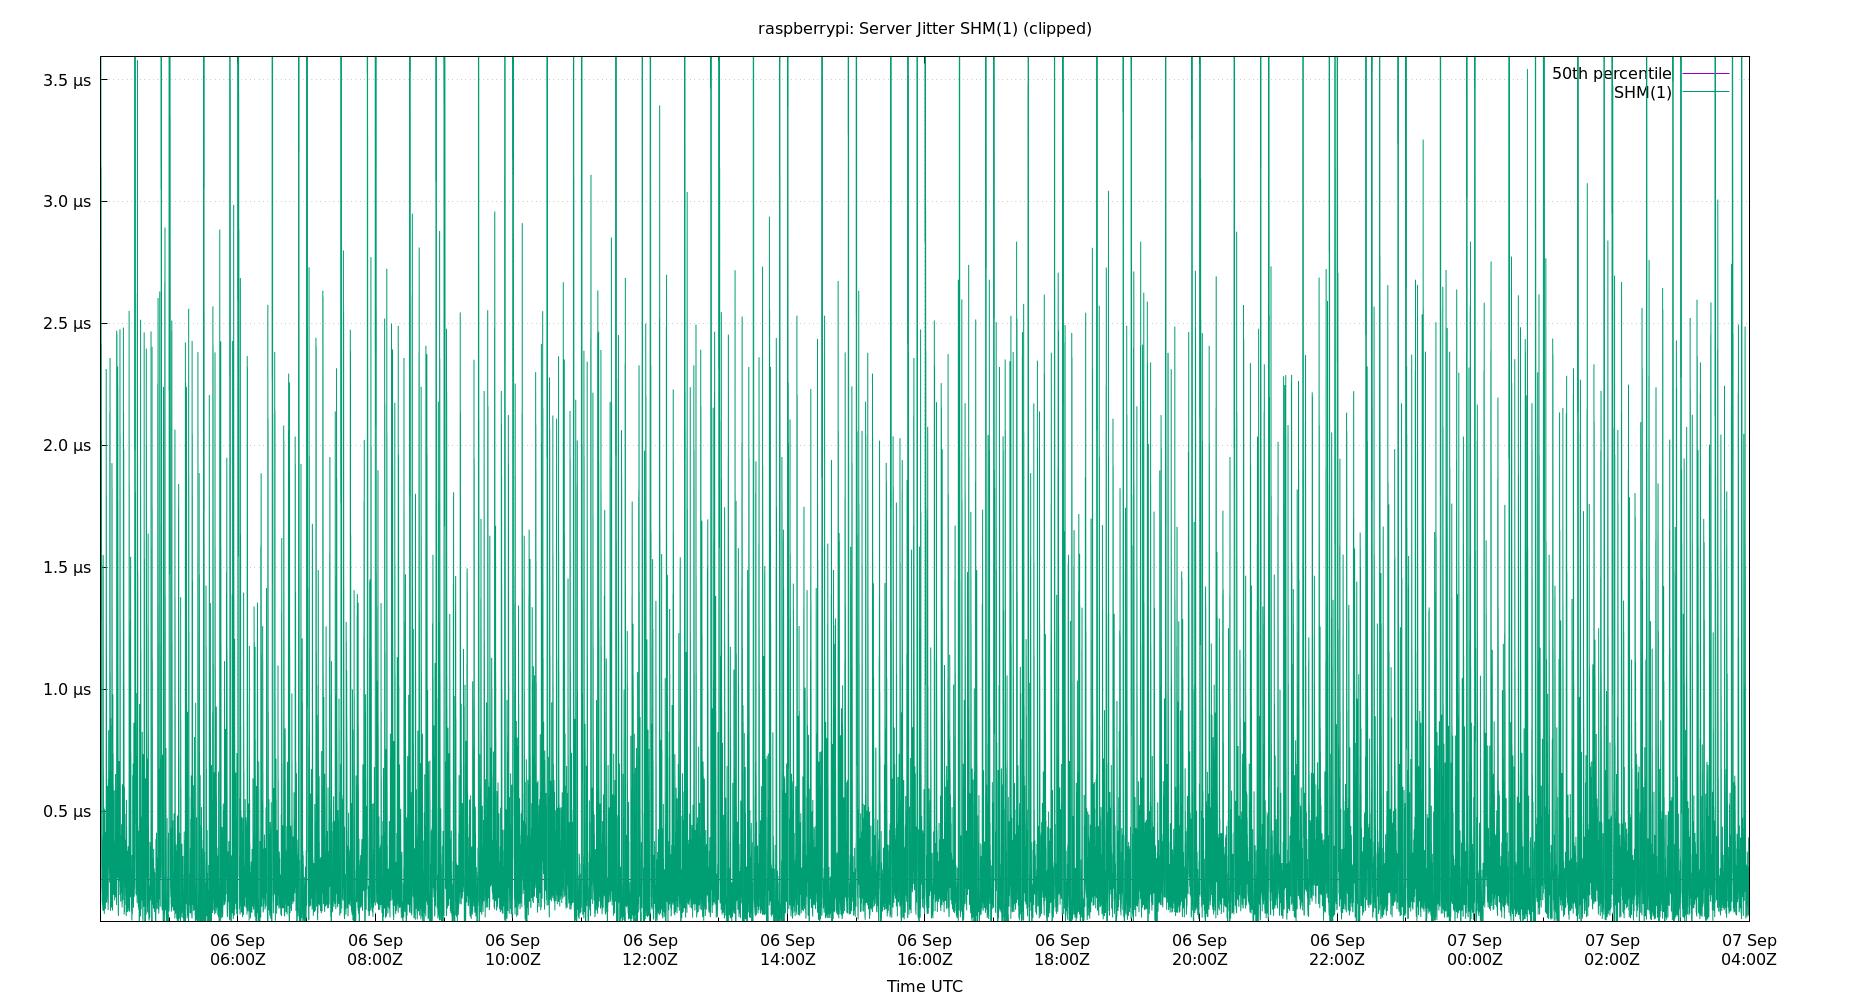 raspberrypi: Server Jitter SHM(1) (clipped)
50th percentile
SHM(1)
3.5 µs
3.0 µs
2.5 µs
2.0 µs
1.5 µs
1.0 µs
0.5 µs
06 Sep 06 Sep 06 Sep 06 Sep 06 Sep 06 Sep 06 Sep 06 Sep 06 Sep 07 Sep 07 Sep 07 Sep
06:00Z 08:00Z 10:00Z 12:00Z 14:00Z 16:00Z 18:00Z 20:00Z 22:00Z 00:00Z 02:00Z 04:00Z
Time UTC